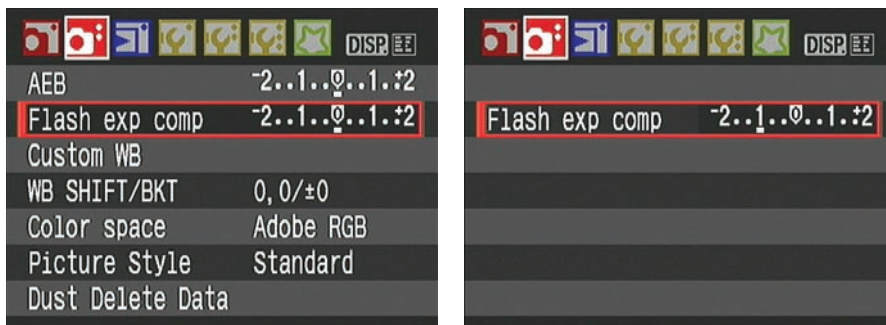 DISP.
AEB -2..1..0..1.+2
Flash exp comp -2..1..0..1.+2
Custom WB
WB SHIFT/BKT 0,0/±0
Color space Adobe RGB
Picture Style Standard
Dust Delete Data
DISP.
Flash exp comp -2..1..0..1.+2